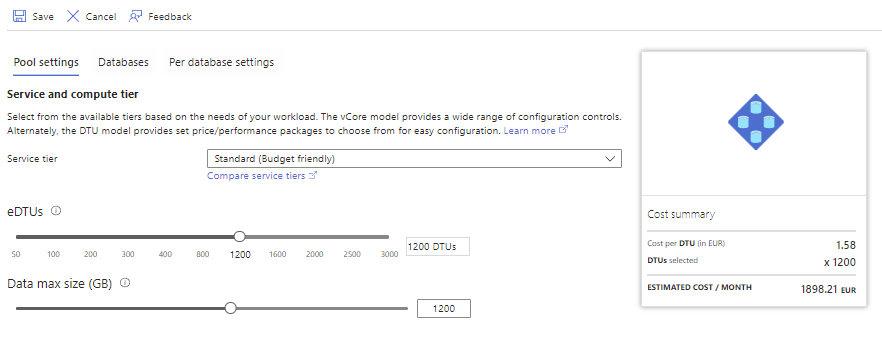 Save Cancel Feedback
Pool settings Databases Per database settings
Service and compute tier
Select from the available tiers based on the needs of your workload. The vCore model provides a wide range of configuration controls.
Alternately, the DTU model provides set price/performance packages to choose from for easy configuration. Learn more
Service tier Standard (Budget friendly)
Compare service tiers
eDTUs
1200 DTUs
50 100 200 300 400 800 1200 1600 2000 2500 3000
Data max size (GB)
1200
Cost summary
Cost per DTU (in EUR) 1.58
DTUs selected x 1200
ESTIMATED COST / MONTH 1898.21 EUR